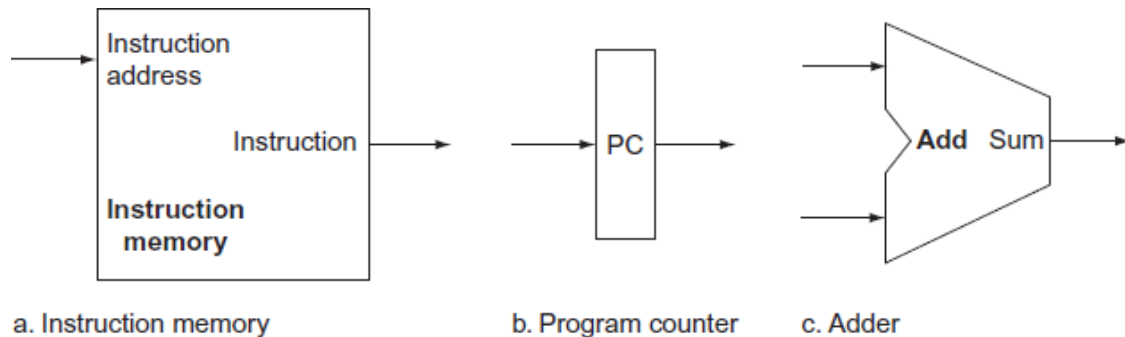 Instruction
address
Instruction
Instruction
memory
PC
Add Sum
a. Instruction memory
b. Program counter
c. Adder